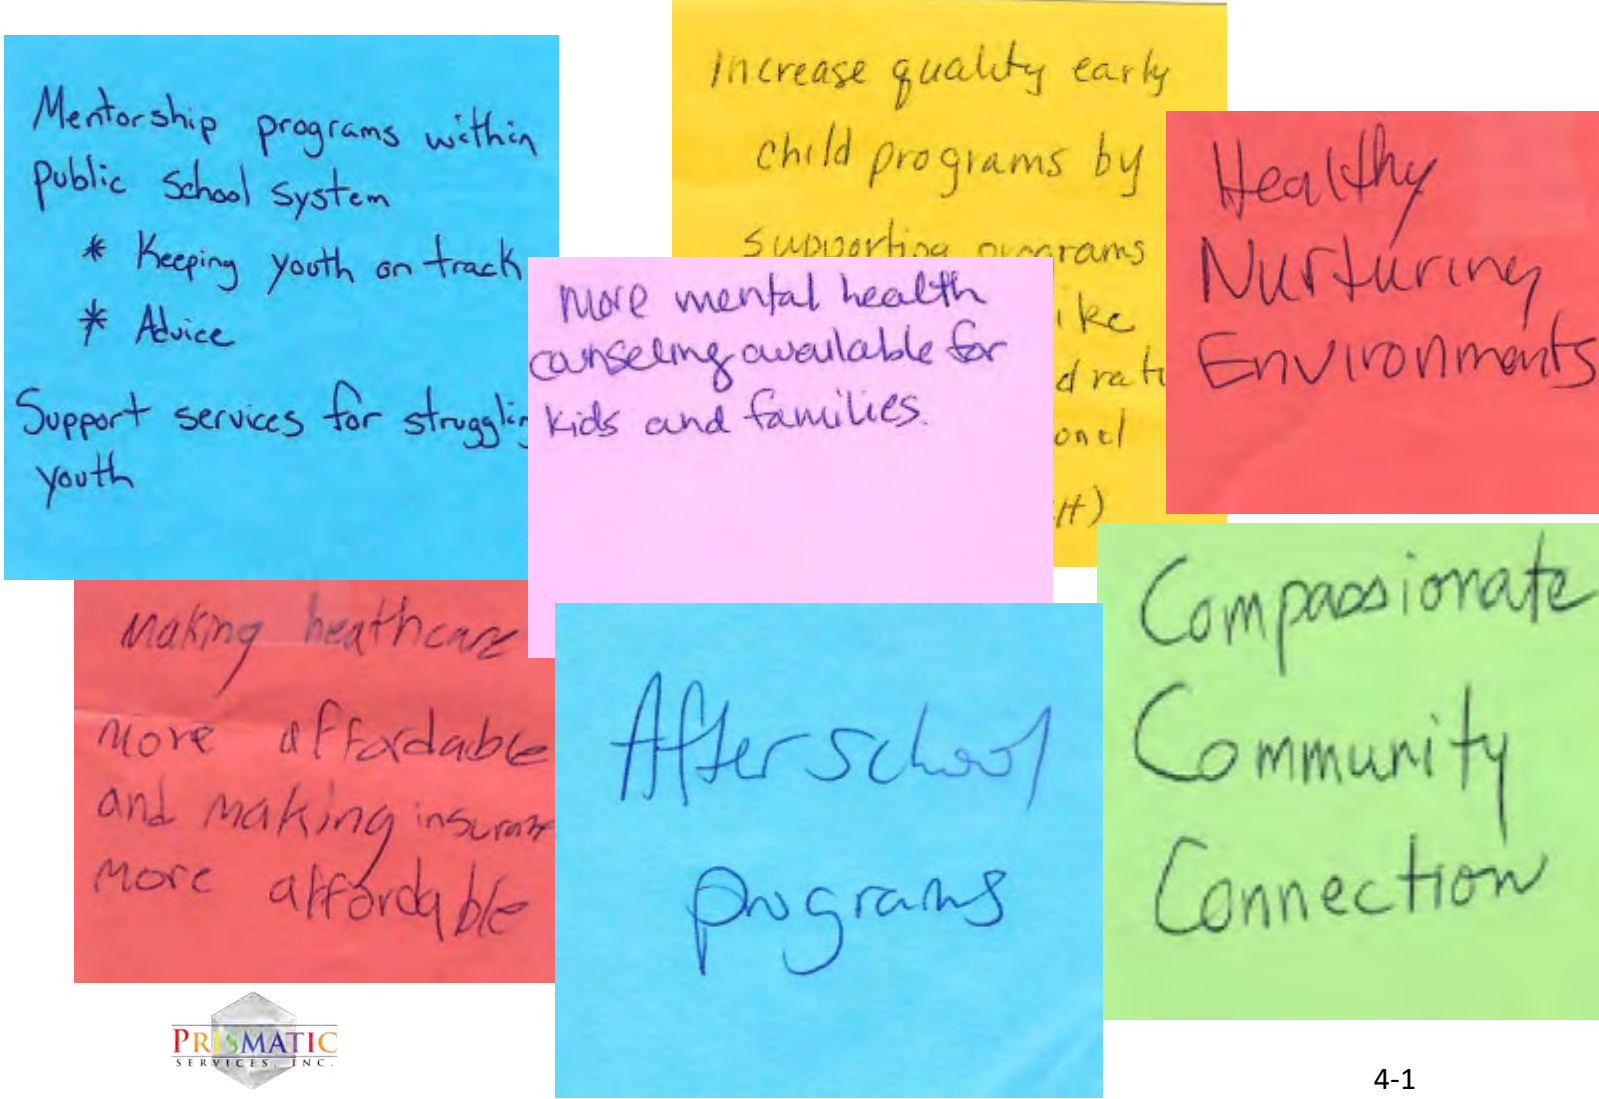 Mentorship programs within
public school system
* Keeping youth on track
* Advice
Support services for
youth
Increase quality early
child programs by
supporting programs
Healthy
Nurturing
Environments
More mental health
counseling available for
kids and families.
Making heathcare
more affordable
and making
more affordable
After school
programs
Compassionate
Community
Connection
PRISMATIC
SERVICES, INC.
4-1